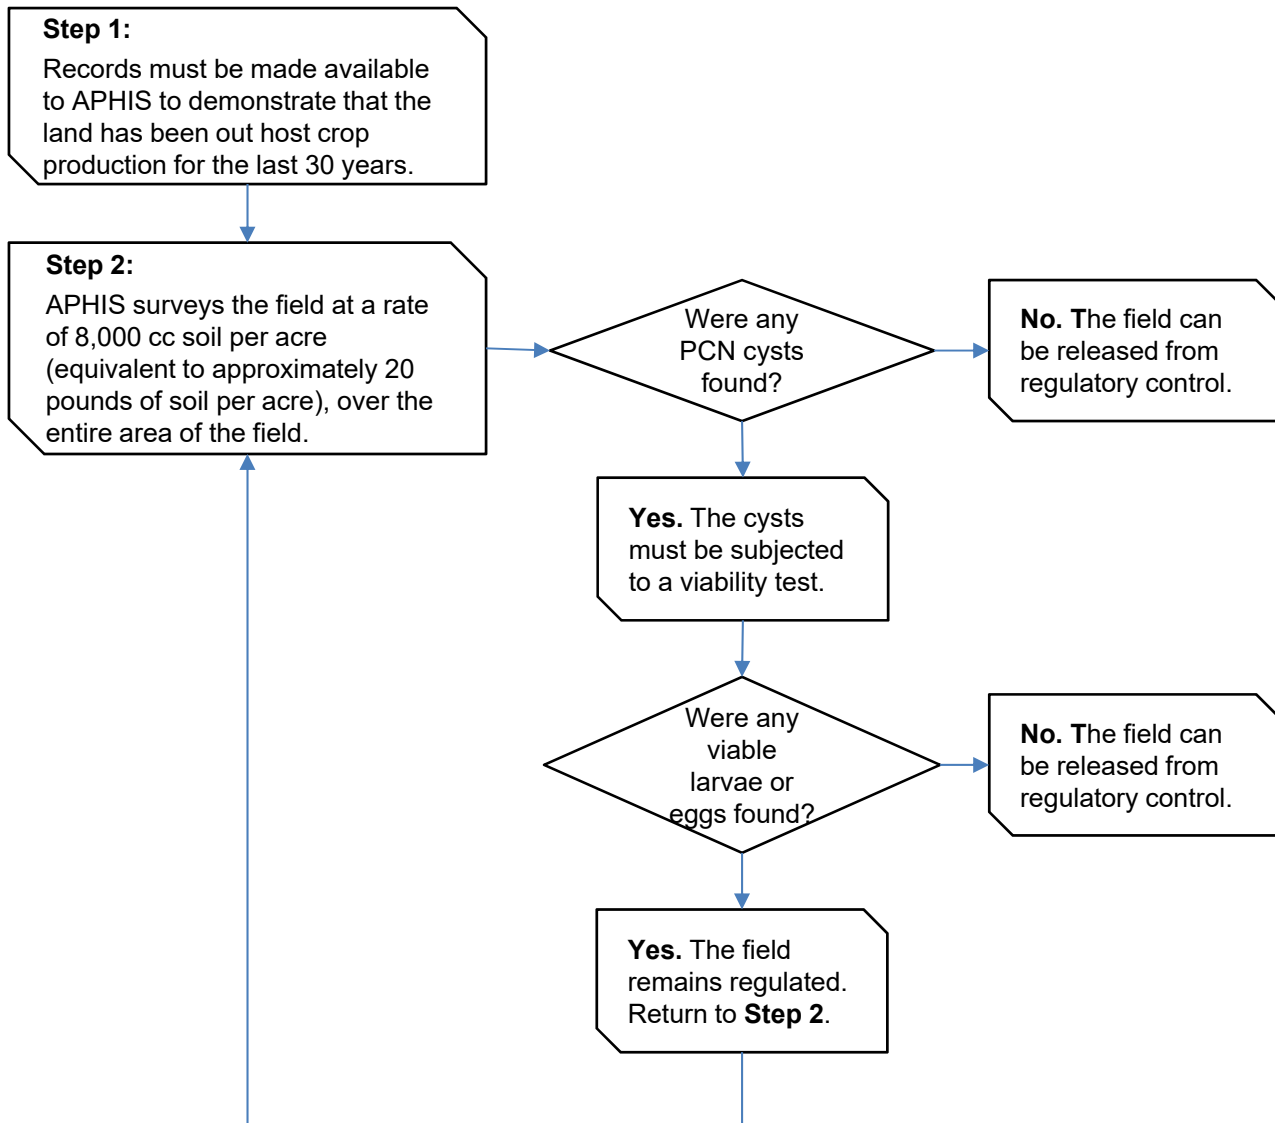 Step 1:
Records must be made available
to APHIS to demonstrate that the
land has been out host crop
production for the last 30 years.
Step 2:
APHIS surveys the field at a rate
of 8,000 cc soil per acre
(equivalent to approximately 20
pounds of soil per acre), over the
entire area of the field.
Were any
PCN cysts
found?
No. The field can
be released from
regulatory control.
Yes. The cysts
must be subjected
to a viability test.
Were any
viable
larvae or
eggs found?
No. The field can
be released from
regulatory control.
Yes. The field
remains regulated.
Return to Step 2.